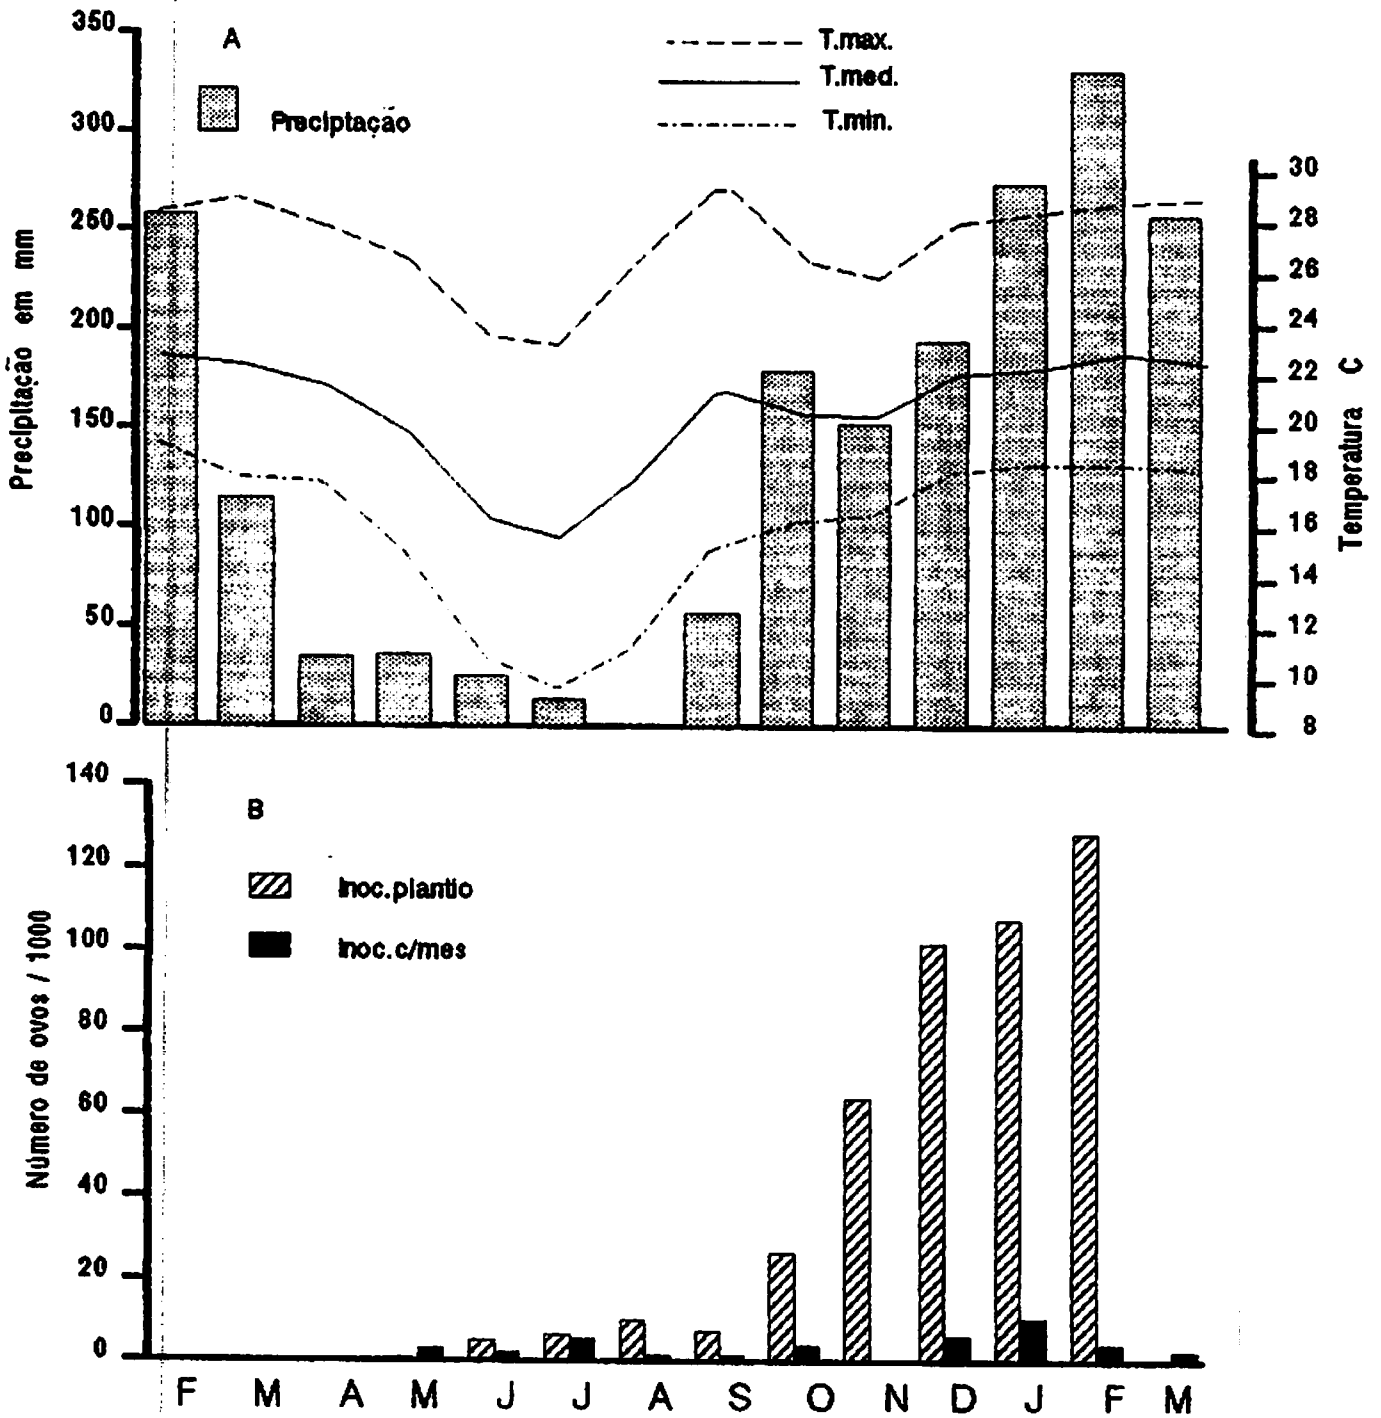 A
Preciptação
T.max.
T.med.
T.min.
Precipitação em mm
350
300
250
200
150
100
50
0
30
28
26
24
22
20
18
16
14
12
10
8
Temperatura C
B
Inoc.plantio
Inoc.c/mes
Número de ovos / 1000
140
120
100
80
60
40
20
0
F M A M J J A S O N D J F M